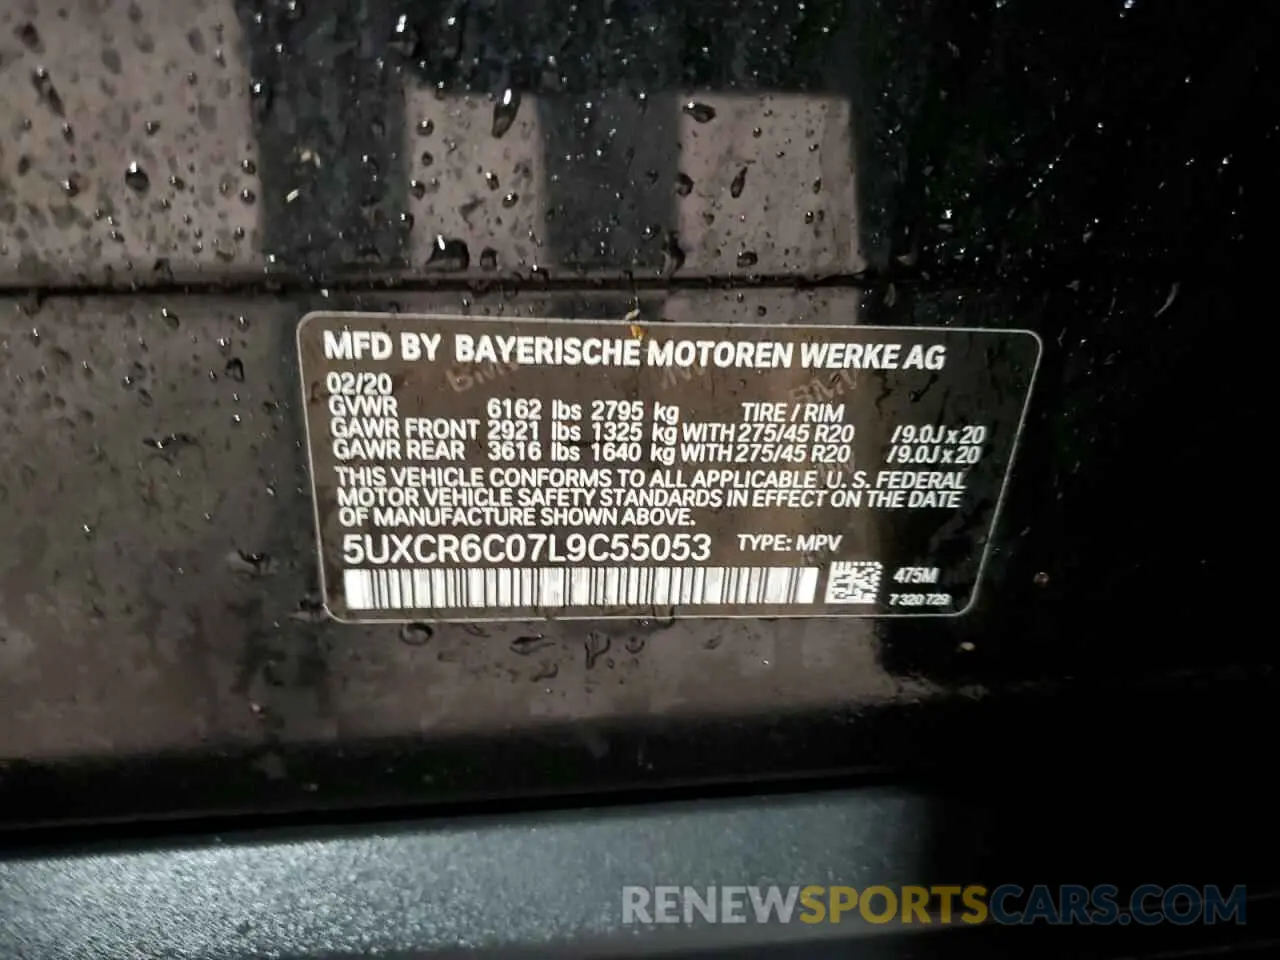 MFD BY BAYERISCHE MOTOREN WERKE AG
02/20
GVWR 6162 lbs 2795 kg TIRE / RIM
GAWR FRONT 2921 lbs 1325 kg WITH 275/45 R20 / 9.0J x 20
GAWR REAR 3616 lbs 1640 kg WITH 275/45 R20 / 9.0J x 20
THIS VEHICLE CONFORMS TO ALL APPLICABLE U. S. FEDERAL
MOTOR VEHICLE SAFETY STANDARDS IN EFFECT ON THE DATE
OF MANUFACTURE SHOWN ABOVE.
5UXCR6C07L9C55053 TYPE: MPV
475M
7 320 729
RENEWSPORTSCARS.COM